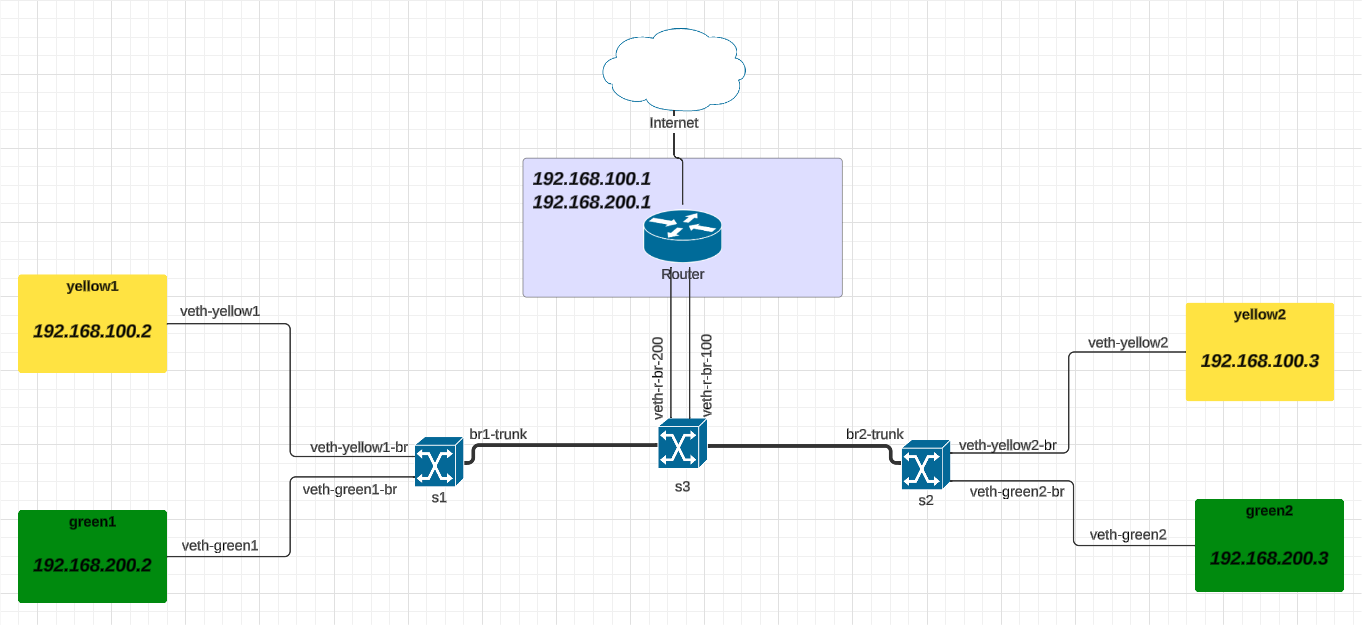 Internet
192.168.100.1
192.168.200.1
Router
yellow1
192.168.100.2
veth-yellow1
yellow2
192.168.100.3
veth-yellow2
veth-r-br-200
veth-r-br-100
veth-yellow1-br
br1-trunk
br2-trunk
veth-yellow2-br
veth-green1-br
s1
s3
s2
veth-green2-br
green1
192.168.200.2
veth-green1
green2
192.168.200.3
veth-green2